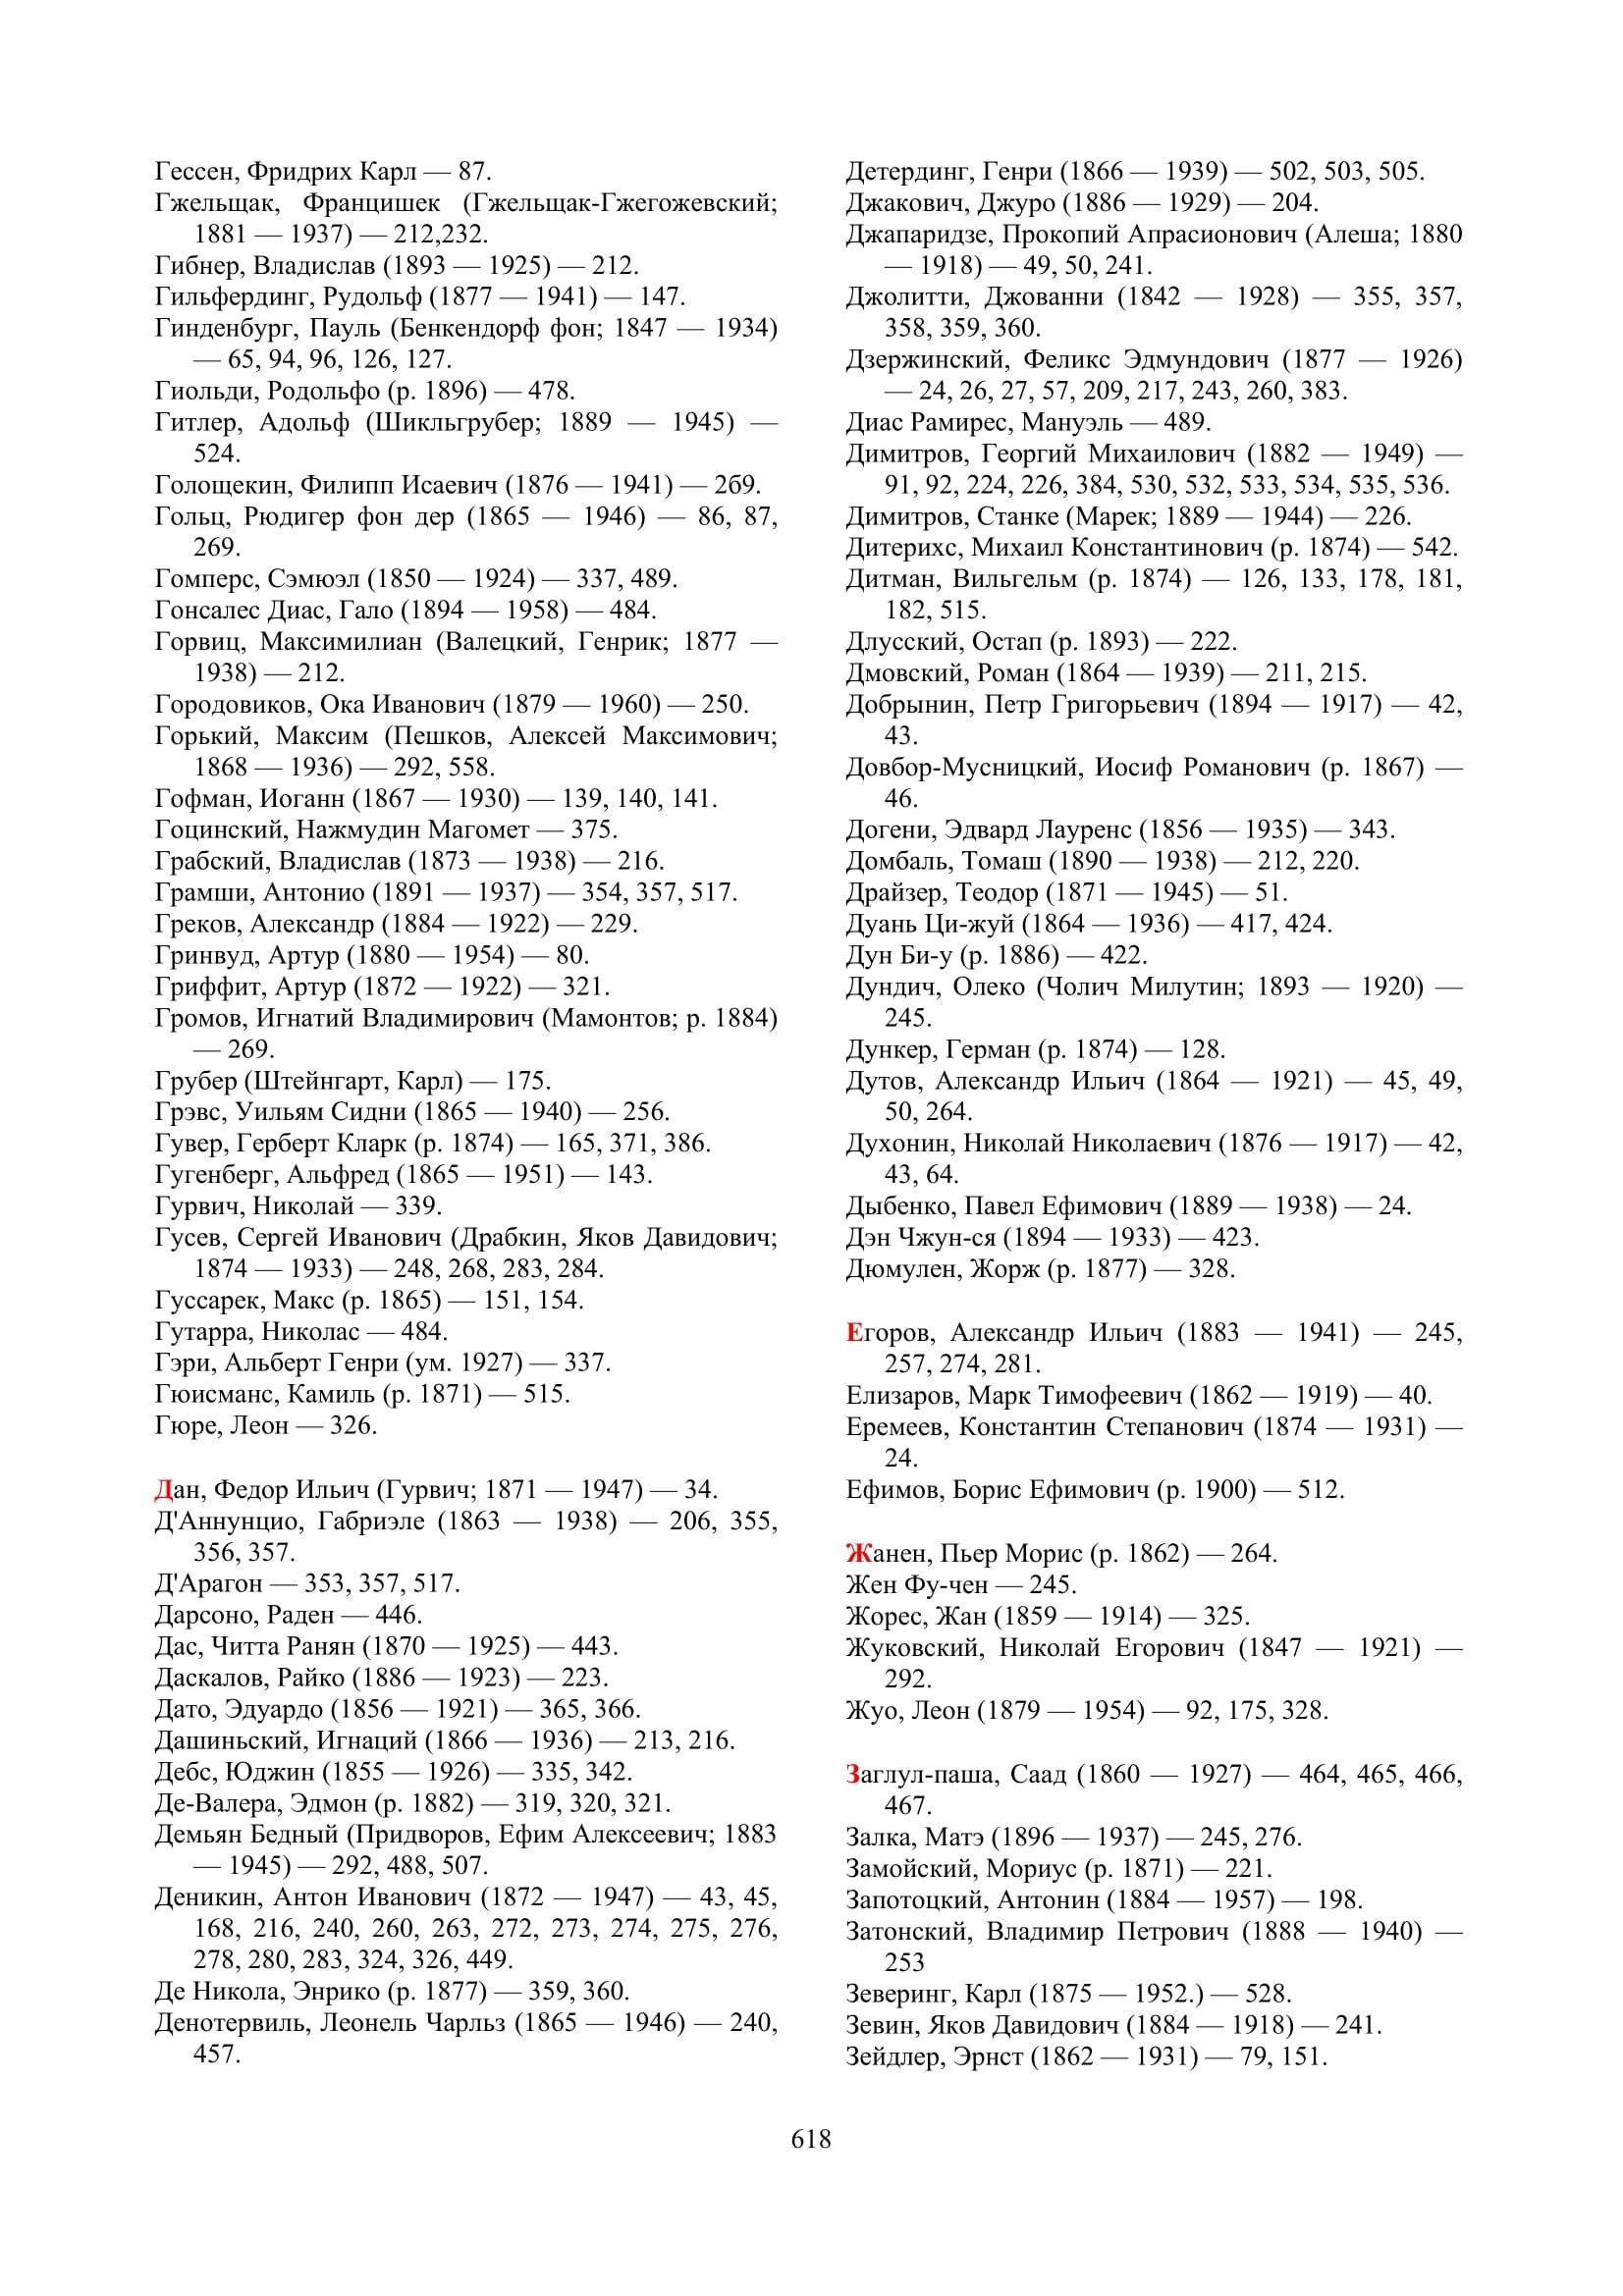 Гессен, Фридрих Карл — 87.
Гжельщак, Францишек (Гжельщак-Гжегожевский;
1881 — 1937) — 212,232.
Гибнер, Владислав (1893 — 1925) — 212.
Гильфердинг, Рудольф (1877 — 1941) — 147.
Гинденбург, Пауль (Бенкендорф фон; 1847 — 1934)
— 65, 94, 96, 126, 127.
Гиольди, Родольфо (р. 1896) — 478.
Гитлер, Адольф (Шикльгрубер; 1889 — 1945) —
524.
Голощекин, Филипп Исаевич (1876 — 1941) — 2б9.
Гольц, Рюдигер фон дер (1865 — 1946) — 86, 87,
269.
Гомперс, Сэмюэл (1850 — 1924) — 337, 489.
Гонсалес Диас, Гало (1894 — 1958) — 484.
Горвиц, Максимилиан (Валецкий, Генрик; 1877 —
1938) — 212.
Городовиков, Ока Иванович (1879 — 1960) — 250.
Горький, Максим (Пешков, Алексей Максимович;
1868 — 1936) — 292, 558.
Гофман, Иоганн (1867 — 1930) — 139, 140, 141.
Гоцинский, Нажмудин Магомет — 375.
Грабский, Владислав (1873 — 1938) — 216.
Грамши, Антонио (1891 — 1937) — 354, 357, 517.
Греков, Александр (1884 — 1922) — 229.
Гринвуд, Артур (1880 — 1954) — 80.
Гриффит, Артур (1872 — 1922) — 321.
Громов, Игнатий Владимирович (Мамонтов; р. 1884)
— 269.
Грубер (Штейнгарт, Карл) — 175.
Грэвс, Уильям Сидни (1865 — 1940) — 256.
Гувер, Герберт Кларк (р. 1874) — 165, 371, 386.
Гугенберг, Альфред (1865 — 1951) — 143.
Гурвич, Николай — 339.
Гусев, Сергей Иванович (Драбкин, Яков Давидович;
1874 — 1933) — 248, 268, 283, 284.
Гуссарек, Макс (р. 1865) — 151, 154.
Гутарра, Николас — 484.
Гэри, Альберт Генри (ум. 1927) — 337.
Гюисманс, Камиль (р. 1871) — 515.
Гюре, Леон — 326.
Дан, Федор Ильич (Гурвич; 1871 — 1947) — 34.
Д'Аннунцио, Габриэле (1863 — 1938) — 206, 355,
356, 357.
Д'Арагон — 353, 357, 517.
Дарсоно, Раден — 446.
Дас, Читта Ранян (1870 — 1925) — 443.
Даскалов, Райко (1886 — 1923) — 223.
Дато, Эдуардо (1856 — 1921) — 365, 366.
Дашиньский, Игнаций (1866 — 1936) — 213, 216.
Дебс, Юджин (1855 — 1926) — 335, 342.
Де-Валера, Эдмон (р. 1882) — 319, 320, 321.
Демьян Бедный (Придворов, Ефим Алексеевич; 1883
— 1945) — 292, 488, 507.
Деникин, Антон Иванович (1872 — 1947) — 43, 45,
168, 216, 240, 260, 263, 272, 273, 274, 275, 276,
278, 280, 283, 324, 326, 449.
Де Никола, Энрико (р. 1877) — 359, 360.
Денотервиль, Леонель Чарльз (1865 — 1946) — 240,
457.
Детердинг, Генри (1866 — 1939) — 502, 503, 505.
Джакович, Джуро (1886 — 1929) — 204.
Джапаридзе, Прокопий Апрасионович (Алеша; 1880
— 1918) — 49, 50, 241.
Джолитти, Джованни (1842 — 1928) — 355, 357,
358, 359, 360.
Дзержинский, Феликс Эдмундович (1877 — 1926)
— 24, 26, 27, 57, 209, 217, 243, 260, 383.
Диас Рамирес, Мануэль — 489.
Димитров, Георгий Михаилович (1882 — 1949) —
91, 92, 224, 226, 384, 530, 532, 533, 534, 535, 536.
Димитров, Станке (Марек; 1889 — 1944) — 226.
Дитерихс, Михаил Константинович (р. 1874) — 542.
Дитман, Вильгельм (р. 1874) — 126, 133, 178, 181,
182, 515.
Длусский, Остап (р. 1893) — 222.
Дмовский, Роман (1864 — 1939) — 211, 215.
Добрынин, Петр Григорьевич (1894 — 1917) — 42,
43.
Довбор-Мусницкий, Иосиф Романович (р. 1867) —
46.
Догени, Эдвард Лауренс (1856 — 1935) — 343.
Домбаль, Томаш (1890 — 1938) — 212, 220.
Драйзер, Теодор (1871 — 1945) — 51.
Дуань Ци-жуй (1864 — 1936) — 417, 424.
Дун Би-у (р. 1886) — 422.
Дундич, Олеко (Чолич Милутин; 1893 — 1920) —
245.
Дункер, Герман (р. 1874) — 128.
Дутов, Александр Ильич (1864 — 1921) — 45, 49,
50, 264.
Духонин, Николай Николаевич (1876 — 1917) — 42,
43, 64.
Дыбенко, Павел Ефимович (1889 — 1938) — 24.
Дэн Чжун-ся (1894 — 1933) — 423.
Дюмулен, Жорж (р. 1877) — 328.
Егоров, Александр Ильич (1883 — 1941) — 245,
257, 274, 281.
Елизаров, Марк Тимофеевич (1862 — 1919) — 40.
Еремеев, Константин Степанович (1874 — 1931) —
24.
Ефимов, Борис Ефимович (р. 1900) — 512.
Жанен, Пьер Морис (р. 1862) — 264.
Жен Фу-чен — 245.
Жорес, Жан (1859 — 1914) — 325.
Жуковский, Николай Егорович (1847 — 1921) —
292.
Жуо, Леон (1879 — 1954) — 92, 175, 328.
Заглул-паша, Саад (1860 — 1927) — 464, 465, 466,
467.
Залка, Матэ (1896 — 1937) — 245, 276.
Замойский, Мориус (р. 1871) — 221.
Запотоцкий, Антонин (1884 — 1957) — 198.
Затонский, Владимир Петрович (1888 — 1940) —
253
Зеверинг, Карл (1875 — 1952.) — 528.
Зевин, Яков Давидович (1884 — 1918) — 241.
Зейдлер, Эрнст (1862 — 1931) — 79, 151.
618